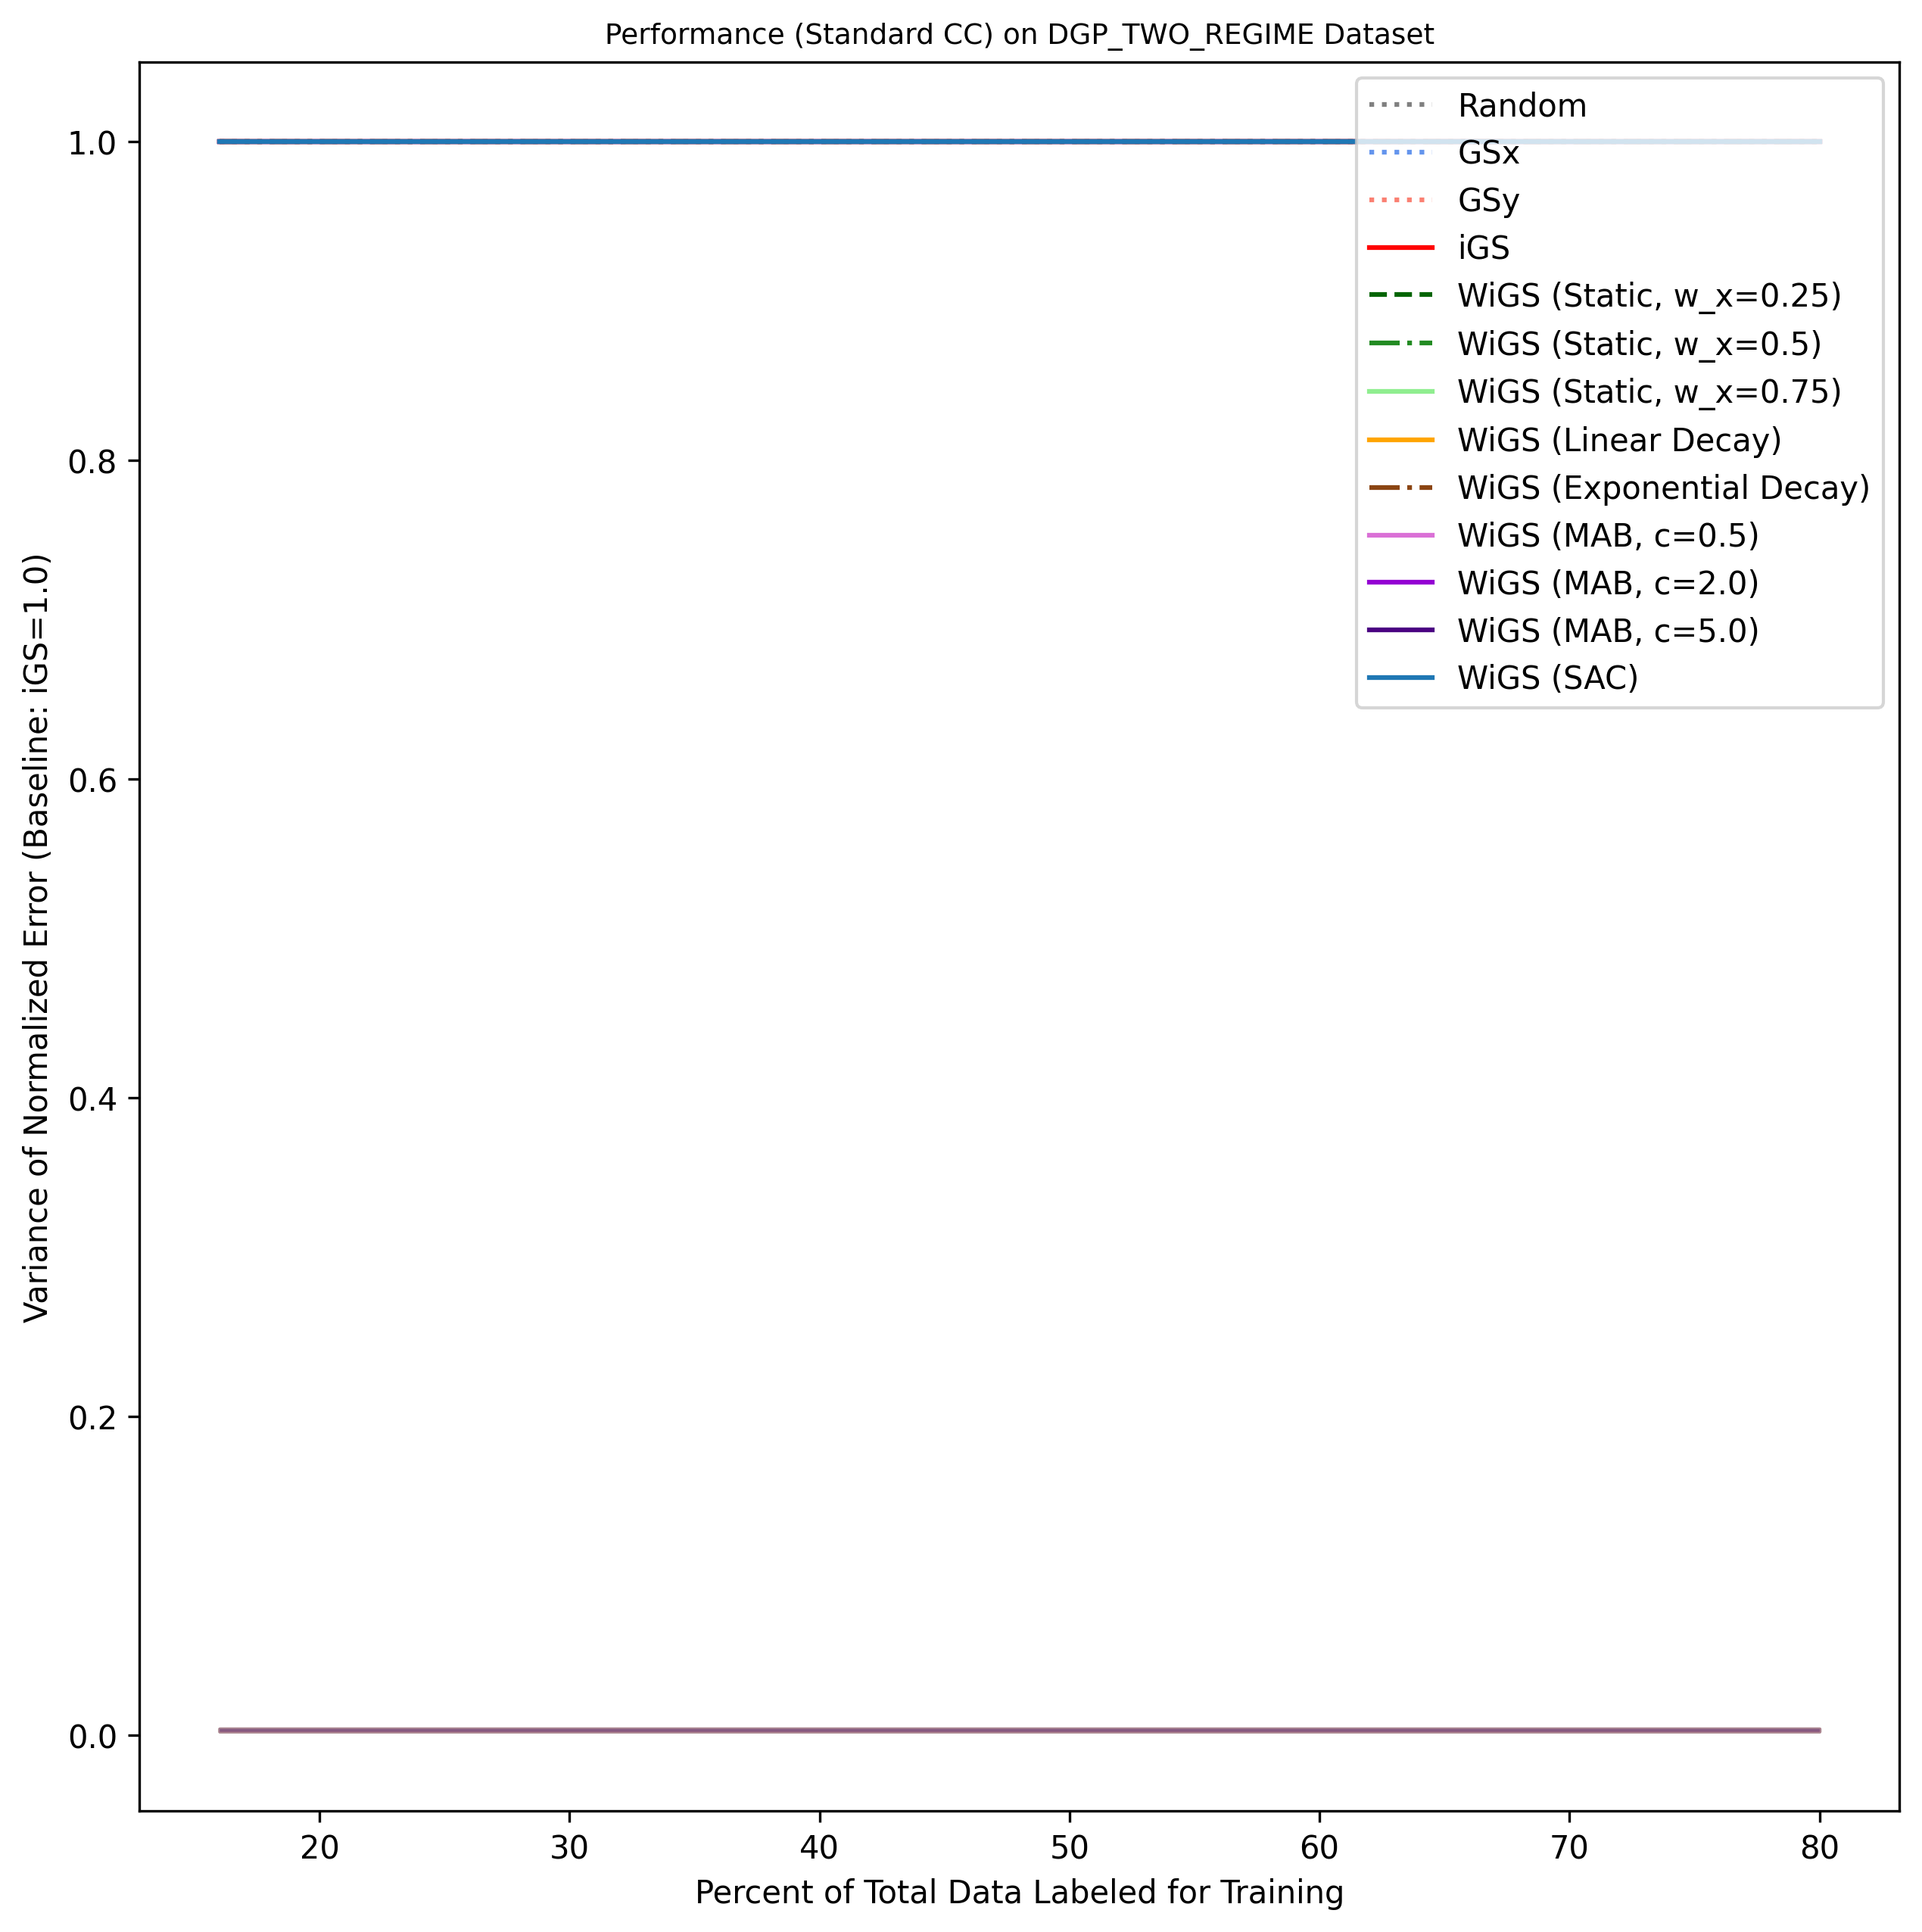 Performance (Standard CC) on DGP_TWO_REGIME Dataset
Variance of Normalized Error (Baseline: iGS=1.0)
1.0
0.8
0.6
0.4
0.2
0.0
Random
GSx
GSy
iGS
WiGS (Static, w_x=0.25)
WiGS (Static, w_x=0.5)
WiGS (Static, w_x=0.75)
WiGS (Linear Decay)
WiGS (Exponential Decay)
WiGS (MAB, c=0.5)
WiGS (MAB, c=2.0)
WiGS (MAB, c=5.0)
WiGS (SAC)
20 30 40 50 60 70 80
Percent of Total Data Labeled for Training